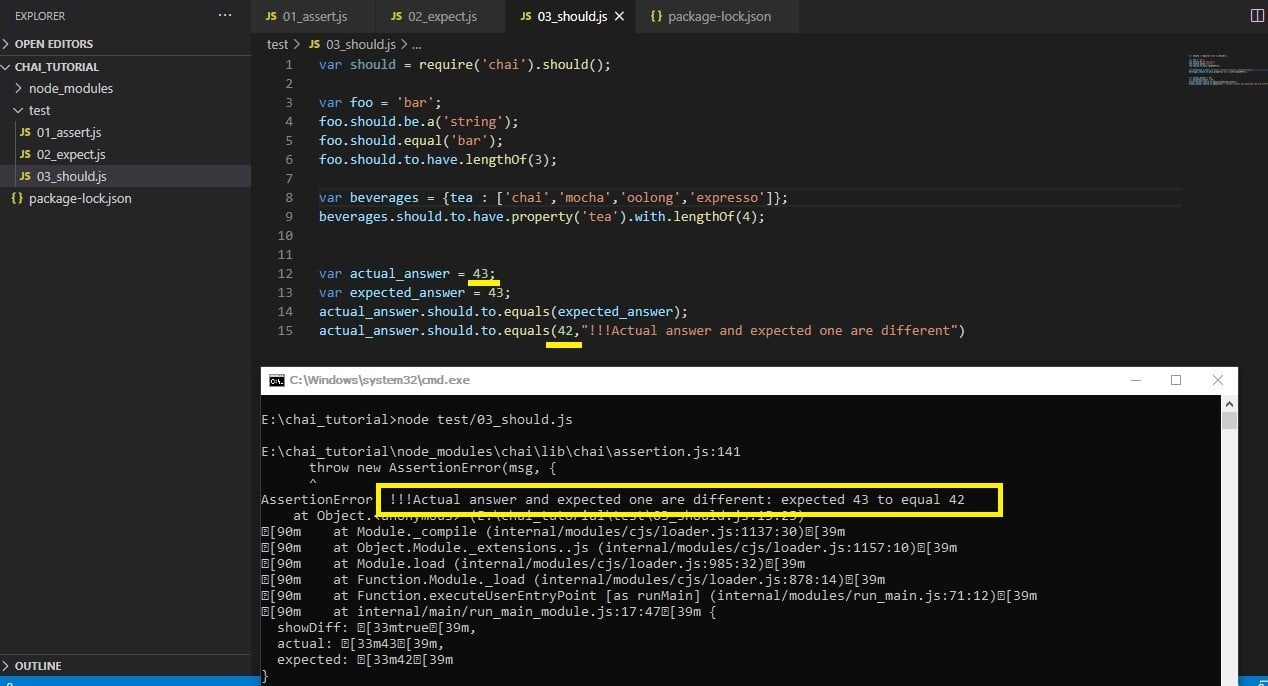 EXPLORER ...
OPEN EDITORS
CHAI_TUTORIAL
node_modules
test
JS 01_assert.js
JS 02_expect.js
JS 03_should.js
{} package-lock.json
OUTLINE
JS 01_assert.js JS 02_expect.js JS 03_should.js {} package-lock.json
test > JS 03_should.js > ...
1 var should = require('chai').should();
2
3 var foo = 'bar';
4 foo.should.be.a('string');
5 foo.should.equal('bar');
6 foo.should.to.have.lengthOf(3);
7
8 var beverages = {tea : ['chai','mocha','oolong','expresso']};
9 beverages.should.to.have.property('tea').with.lengthOf(4);
10
11
12 var actual_answer = 43;
13 var expected_answer = 43;
14 actual_answer.should.to.equals(expected_answer);
15 actual_answer.should.to.equals(42,"!!!Actual answer and expected one are different")
C:\Windows\system32\cmd.exe
E:\chai_tutorial>node test/03_should.js
E:\chai_tutorial\node_modules\chai\lib\chai\assertion.js:141
throw new AssertionError(msg, {
^
AssertionError !!!Actual answer and expected one are different: expected 43 to equal 42
at Object.<anonymous> (E:\chai_tutorial\test\03_should.js:15:25)
[90m    at Module._compile (internal/modules/cjs/loader.js:1137:30)[39m
[90m    at Object.Module._extensions..js (internal/modules/cjs/loader.js:1157:10)[39m
[90m    at Module.load (internal/modules/cjs/loader.js:985:32)[39m
[90m    at Function.Module._load (internal/modules/cjs/loader.js:878:14)[39m
[90m    at Function.executeUserEntryPoint [as runMain] (internal/modules/run_main.js:71:12)[39m
[90m    at internal/main/run_main_module.js:17:47[39m {
showDiff: [33mtrue[39m,
actual: [33m43[39m,
expected: [33m42[39m
}